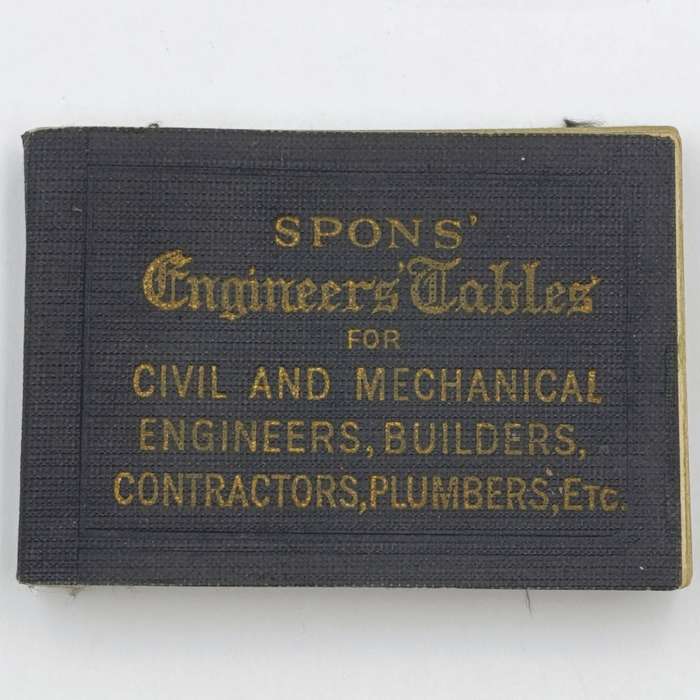 SPONS'
Engineers' Tables
FOR
CIVIL AND MECHANICAL
ENGINEERS, BUILDERS,
CONTRACTORS, PLUMBERS, ETC.